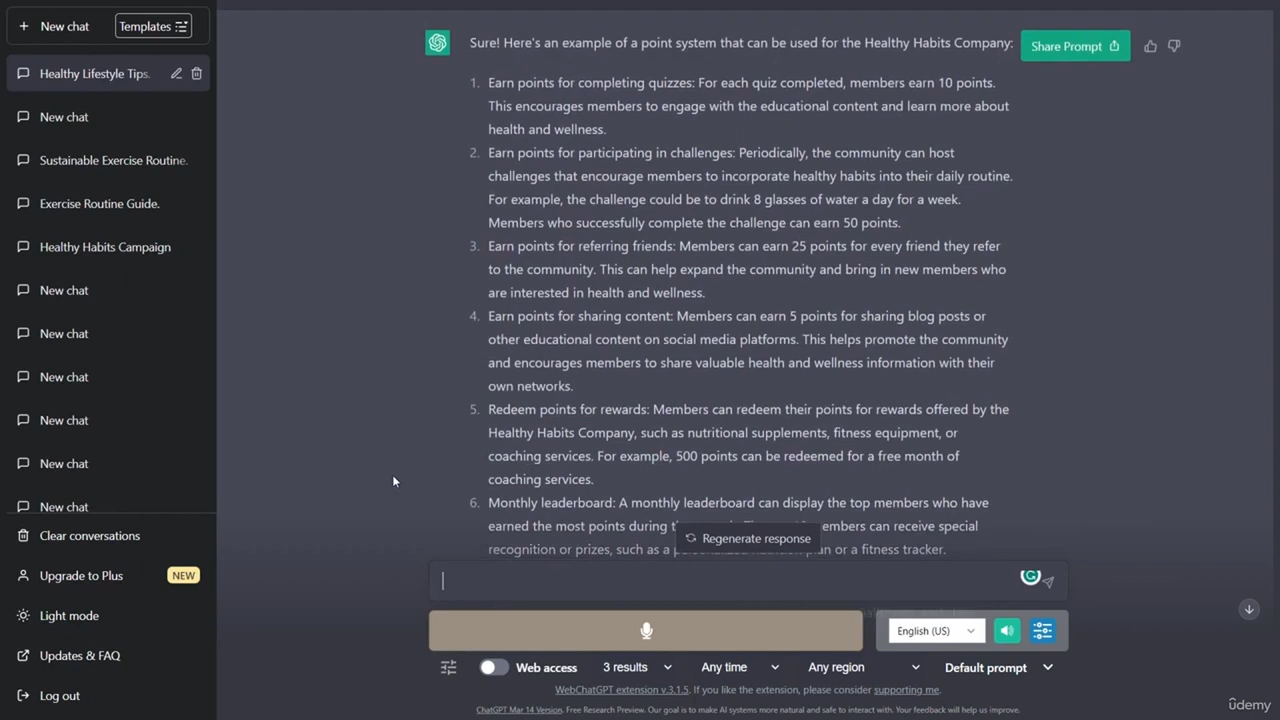 New chat
Templates
Healthy Lifestyle Tips.
New chat
Sustainable Exercise Routine.
Exercise Routine Guide.
Healthy Habits Campaign
New chat
New chat
New chat
New chat
New chat
New chat
Clear conversations
Upgrade to Plus NEW
Light mode
Updates & FAQ
Log out
Sure! Here's an example of a point system that can be used for the Healthy Habits Company:
Share Prompt
1. Earn points for completing quizzes: For each quiz completed, members earn 10 points.
This encourages members to engage with the educational content and learn more about
health and wellness.
2. Earn points for participating in challenges: Periodically, the community can host
challenges that encourage members to incorporate healthy habits into their daily routine.
For example, the challenge could be to drink 8 glasses of water a day for a week.
Members who successfully complete the challenge can earn 50 points.
3. Earn points for referring friends: Members can earn 25 points for every friend they refer
to the community. This can help expand the community and bring in new members who
are interested in health and wellness.
4. Earn points for sharing content: Members can earn 5 points for sharing blog posts or
other educational content on social media platforms. This helps promote the community
and encourages members to share valuable health and wellness information with their
own networks.
5. Redeem points for rewards: Members can redeem their points for rewards offered by the
Healthy Habits Company, such as nutritional supplements, fitness equipment, or
coaching services. For example, 500 points can be redeemed for a free month of
coaching services.
6. Monthly leaderboard: A monthly leaderboard can display the top members who have
earned the most points during can receive special
recognition or prizes, such as a plan or a fitness tracker.
Regenerate response
English (US)
Web access
3 results
Any time
Any region
Default prompt
WebChatGPT extension v.3.1.5. If you like the extension, please consider supporting me.
ChatGPT Mar 14 Version. Free Research Preview. Our goal is to make AI systems more natural and safe to interact with. Your feedback will help us improve.
udemy